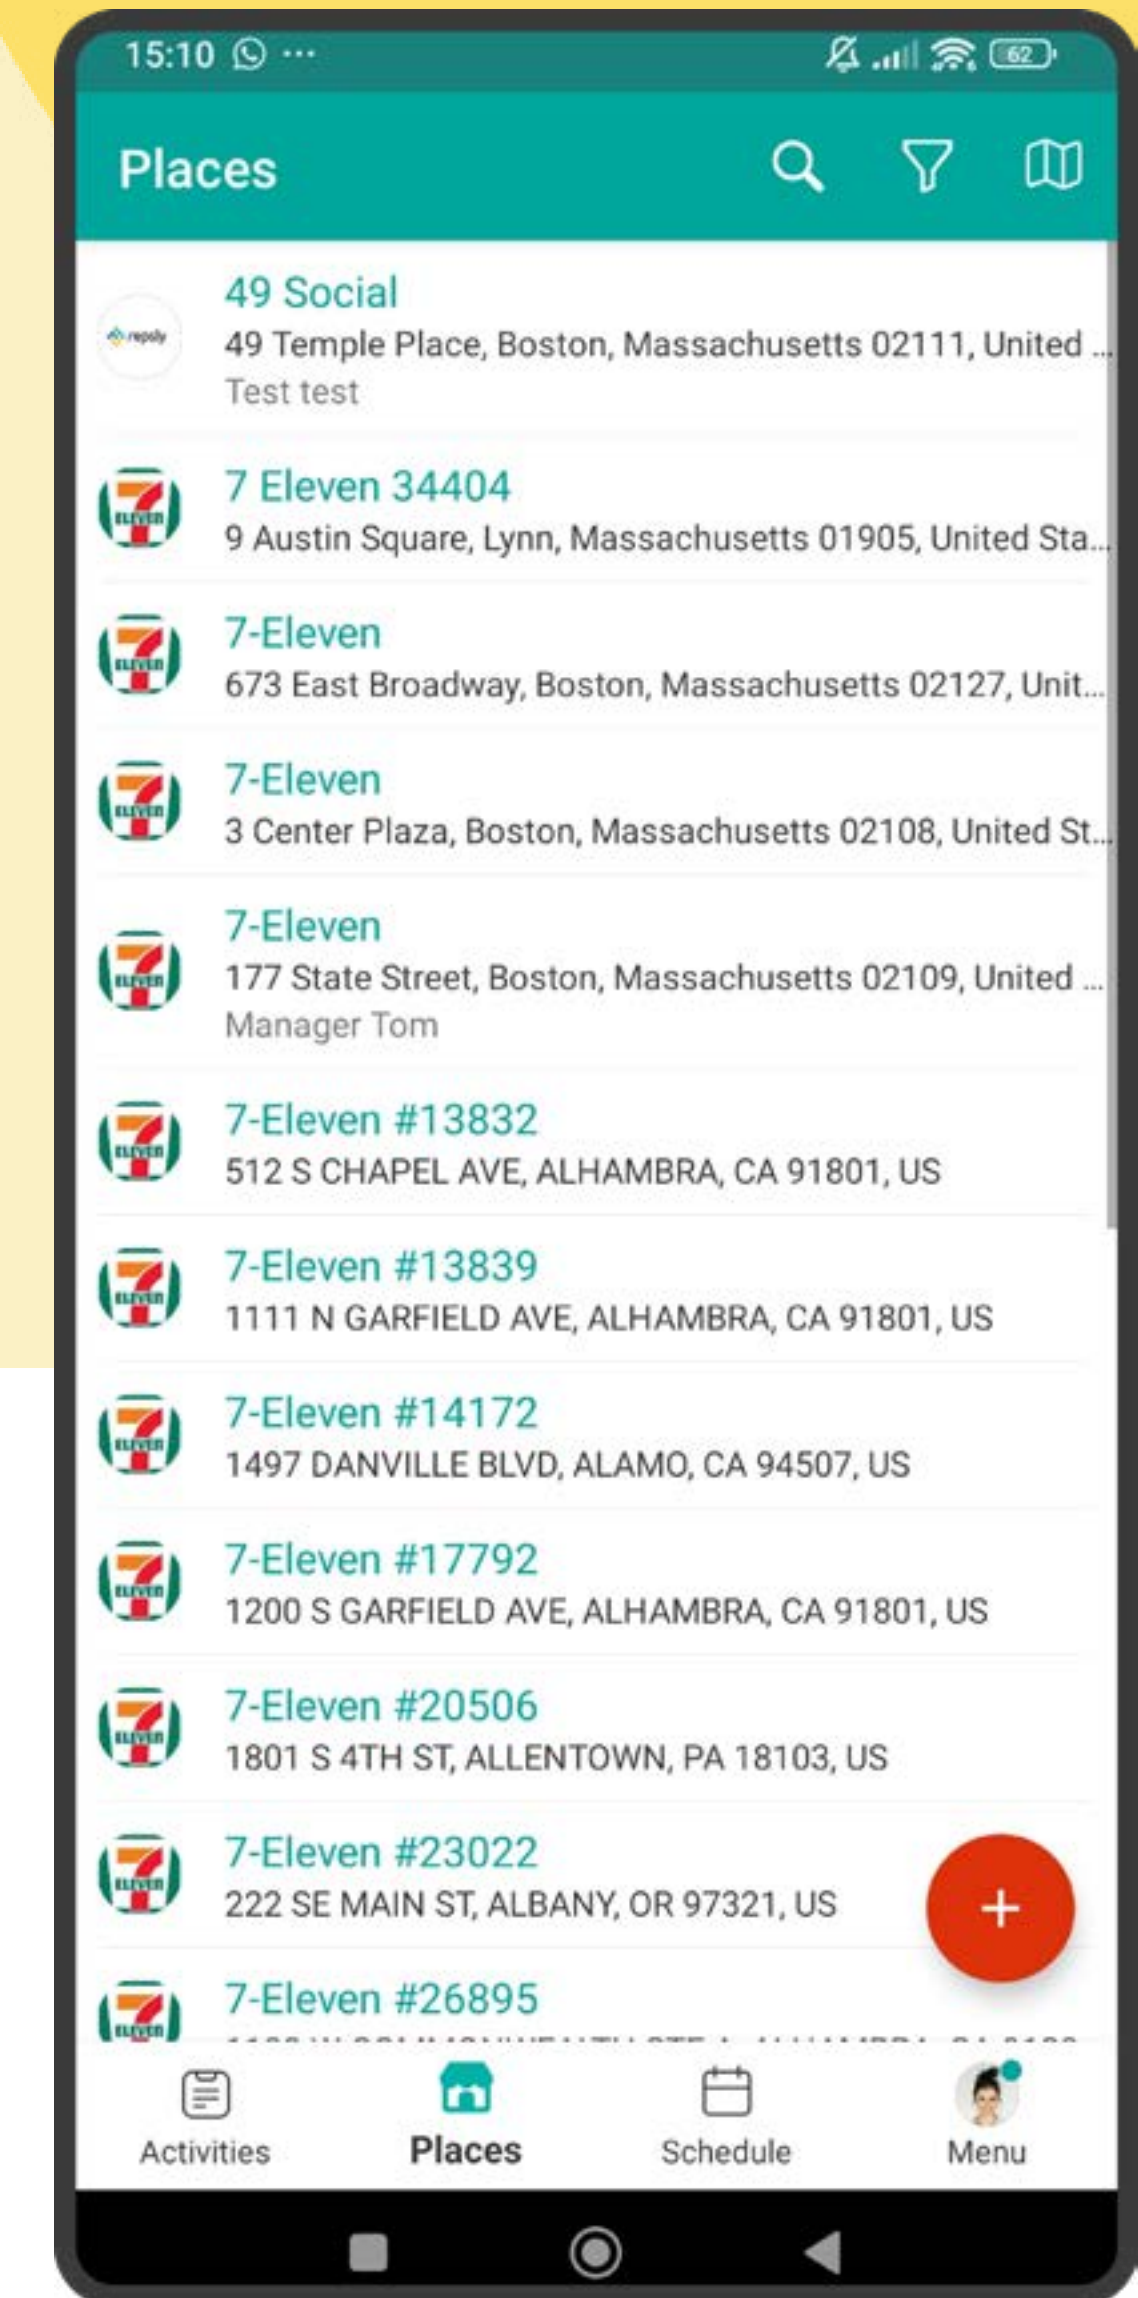 15:10 ...
62
Places
repsly
49 Social
49 Temple Place, Boston, Massachusetts 02111, United ...
Test test
7 Eleven 34404
9 Austin Square, Lynn, Massachusetts 01905, United Sta...
7-Eleven
673 East Broadway, Boston, Massachusetts 02127, Unit...
7-Eleven
3 Center Plaza, Boston, Massachusetts 02108, United St...
7-Eleven
177 State Street, Boston, Massachusetts 02109, United ...
Manager Tom
7-Eleven #13832
512 S CHAPEL AVE, ALHAMBRA, CA 91801, US
7-Eleven #13839
1111 N GARFIELD AVE, ALHAMBRA, CA 91801, US
7-Eleven #14172
1497 DANVILLE BLVD, ALAMO, CA 94507, US
7-Eleven #17792
1200 S GARFIELD AVE, ALHAMBRA, CA 91801, US
7-Eleven #20506
1801 S 4TH ST, ALLENTOWN, PA 18103, US
7-Eleven #23022
222 SE MAIN ST, ALBANY, OR 97321, US
+
7-Eleven #26895
Activities
Places
Schedule
Menu